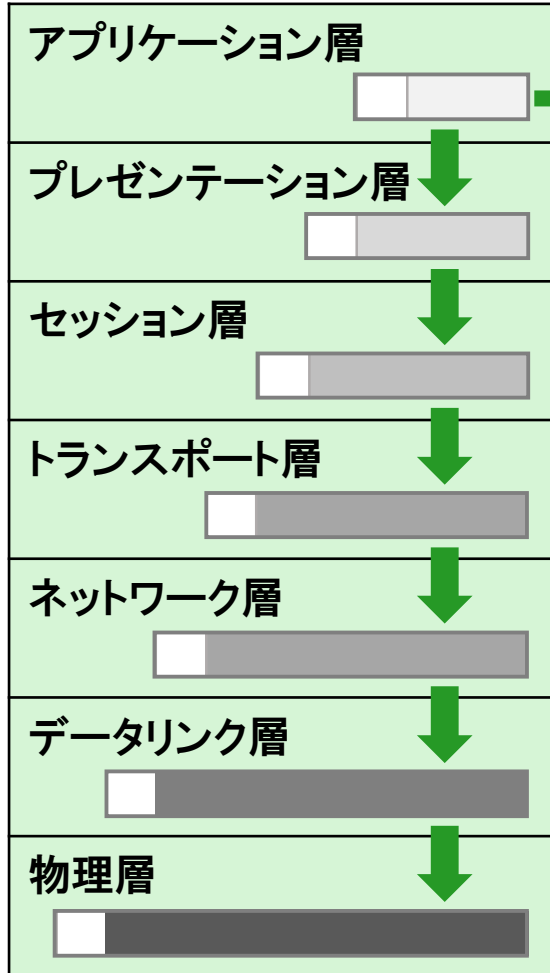 アプリケーション層
プレゼンテーション層
セッション層
トランスポート層
ネットワーク層
データリンク層
物理層